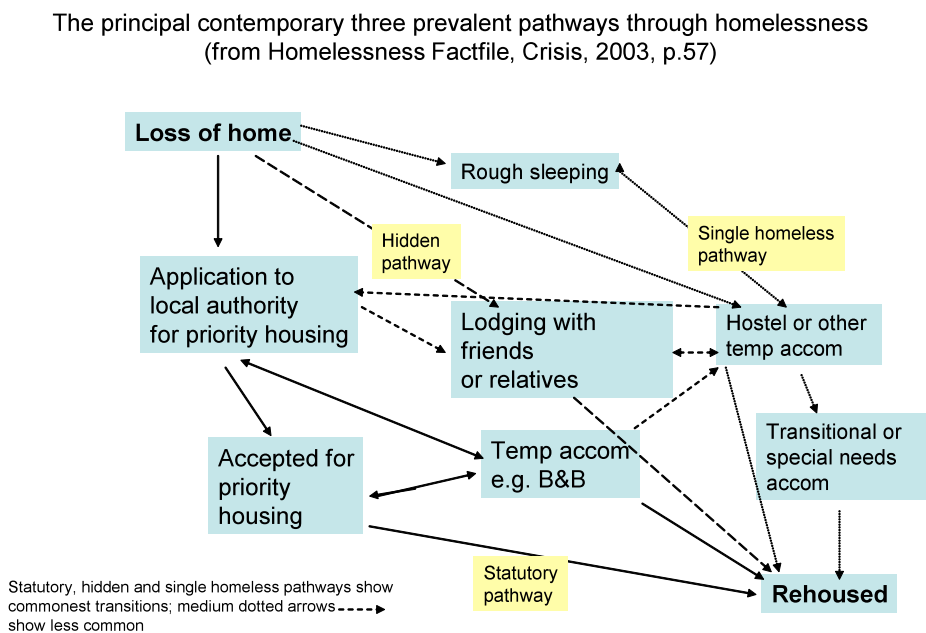 The principal contemporary three prevalent pathways through homelessness
(from Homelessness Factfile, Crisis, 2003, p.57)
Loss of home
Rough sleeping
Single homeless
pathway
Hidden
pathway
Application to
local authority
for priority housing
Lodging with
friends
or relatives
Hostel or other
temp accom
Transitional or
special needs
accom
Accepted for
priority
housing
Temp accom
e.g. B&B
Statutory
pathway
Rehoused
Statutory, hidden and single homeless pathways show
commonest transitions; medium dotted arrows
show less common